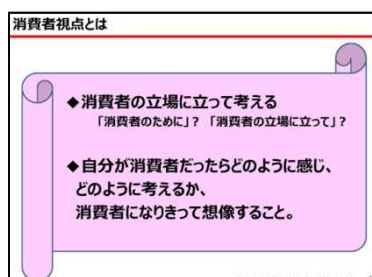 消費者視点とは
◆消費者の立場に立って考える
「消費者のために」？「消費者の立場に立って」？
◆自分が消費者だったらどのように感じ、
どのように考えるか、
消費者になりきって想像すること。